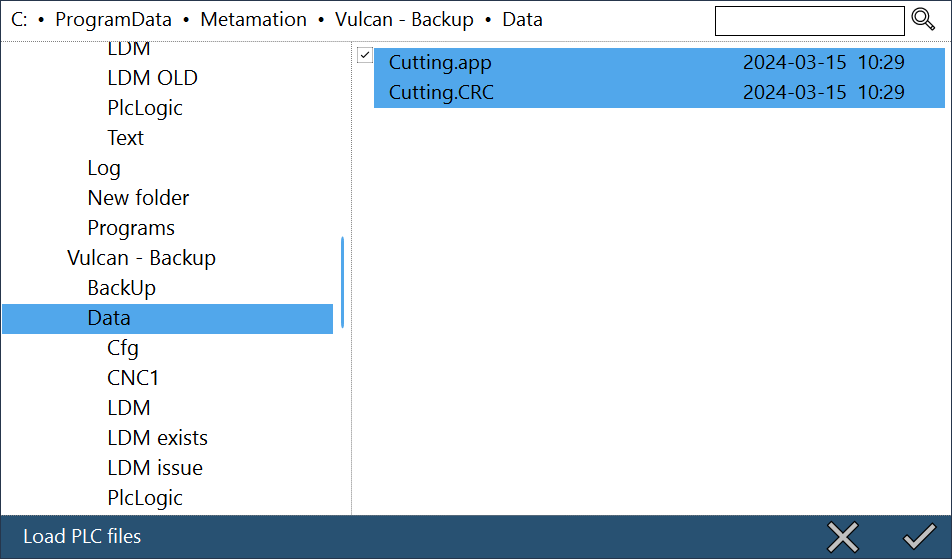 C: • ProgramData • Metamation • Vulcan - Backup • Data
LDM
LDM OLD
PlcLogic
Text
Log
New folder
Programs
Vulcan - Backup
BackUp
Data
Cfg
CNC1
LDM
LDM exists
LDM issue
PlcLogic
Cutting.app 2024-03-15 10:29
Cutting.CRC 2024-03-15 10:29
Load PLC files